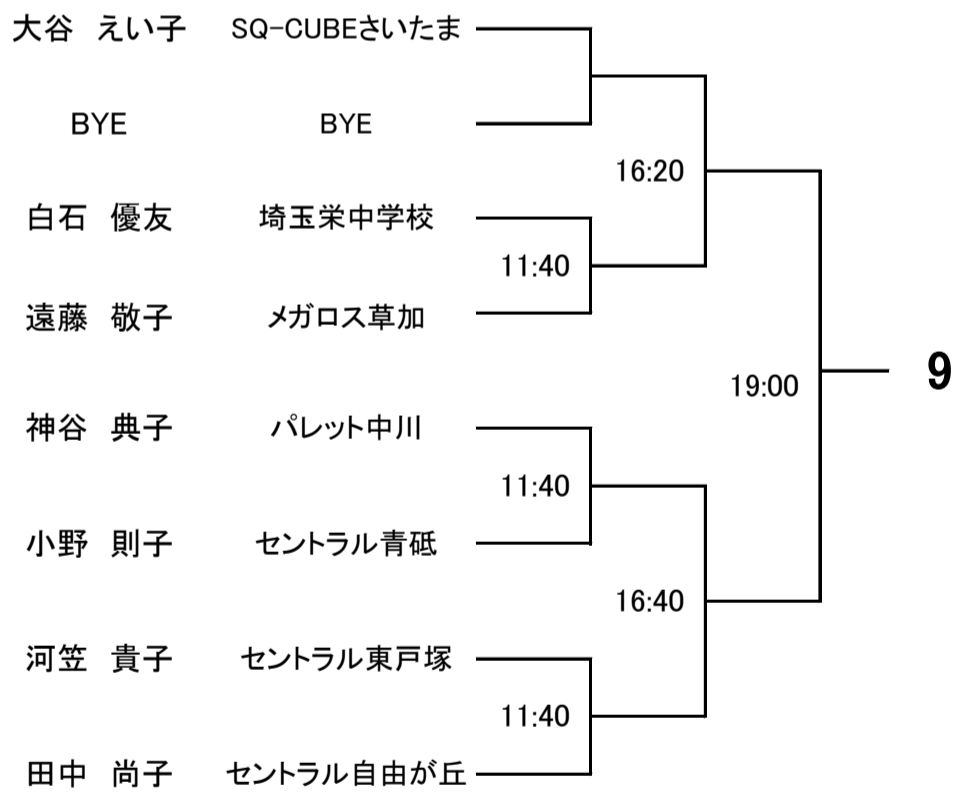 大谷 えい子 SQ-CUBEさいたま
BYE BYE
16:20
白石 優友 埼玉栄中学校
11:40
遠藤 敬子 メガロス草加
9
19:00
神谷 典子 パレット中川
11:40
小野 則子 セントラル青砥
16:40
河笠 貴子 セントラル東戸塚
11:40
田中 尚子 セントラル自由が丘